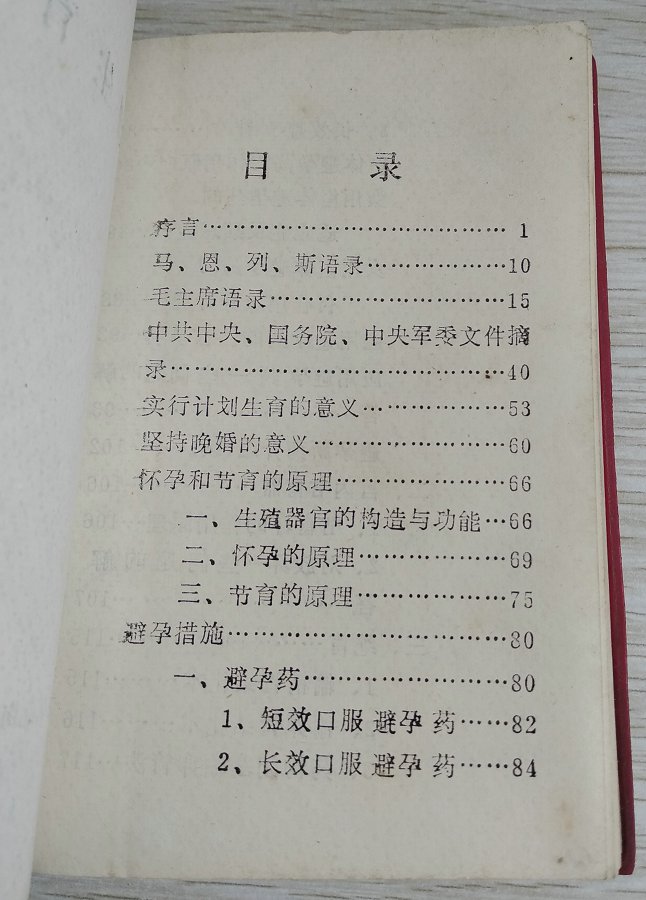 目 录
序言…………………………………… 1
马、恩、列、斯语录………………10
毛主席语录…………………………15
中共中央、国务院、中央军委文件摘
录……………………………………40
实行计划生育的意义………………53
坚持晚婚的意义……………………60
怀孕和节育的原理…………………66
一、生殖器官的构造与功能…66
二、怀孕的原理………………69
三、节育的原理………………75
避孕措施……………………………80
一、避孕药……………………80
1、短效口服避孕药……82
2、长效口服避孕药……84